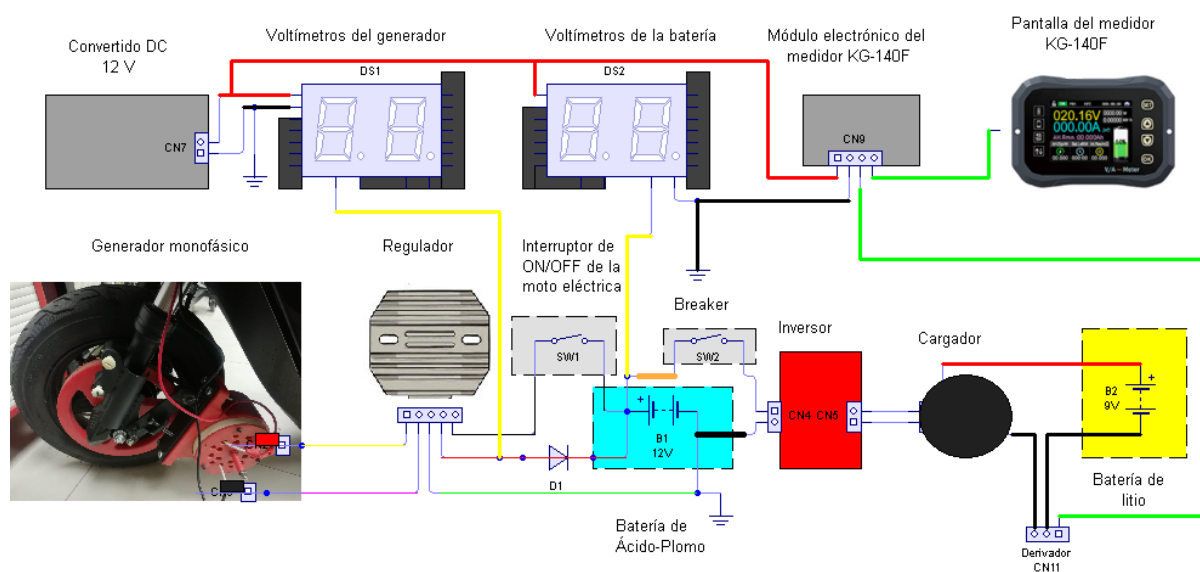 Convertido DC
12 V
Voltímetros del generador
Voltímetros de la batería
Módulo electrónico del
medidor KG-140F
Pantalla del medidor
KG-140F
DS1
DS2
CN7
CN9
020.16V
000.00A
V/A - Meter
OK
Generador monofásico
Regulador
Interruptor de
ON/OFF de la
moto eléctrica
Breaker
Inversor
Cargador
SW1
SW2
B1
12V
CN4
CN5
B2
9V
D1
Batería de
Ácido-Plomo
Batería de
litio
Derivador
CN11